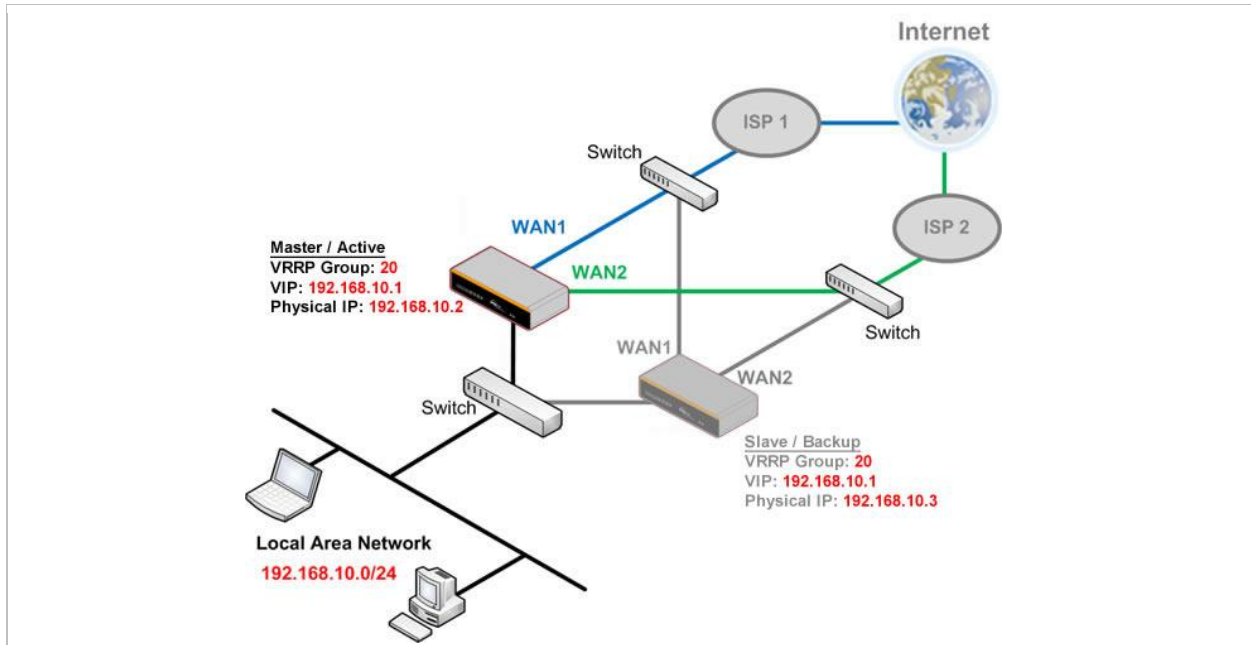 Internet
ISP 1
Switch
WAN1
ISP 2
Master / Active
VRRP Group: 20
VIP: 192.168.10.1
Physical IP: 192.168.10.2
WAN2
Switch
WAN1
WAN2
Switch
Slave / Backup
VRRP Group: 20
VIP: 192.168.10.1
Physical IP: 192.168.10.3
Local Area Network
192.168.10.0/24